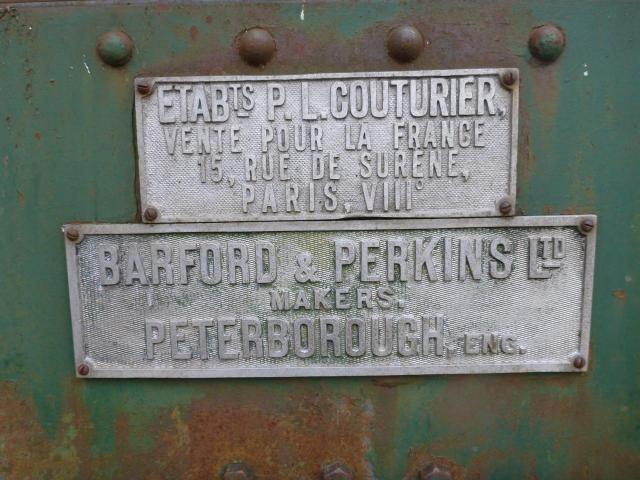 ETABTS P. L. COUTURIER,
VENTE POUR LA FRANCE
15, RUE DE SURÈNE,
PARIS, VIII°
BARFORD & PERKINS LTD
MAKERS.
PETERBOROUGH, ENG.